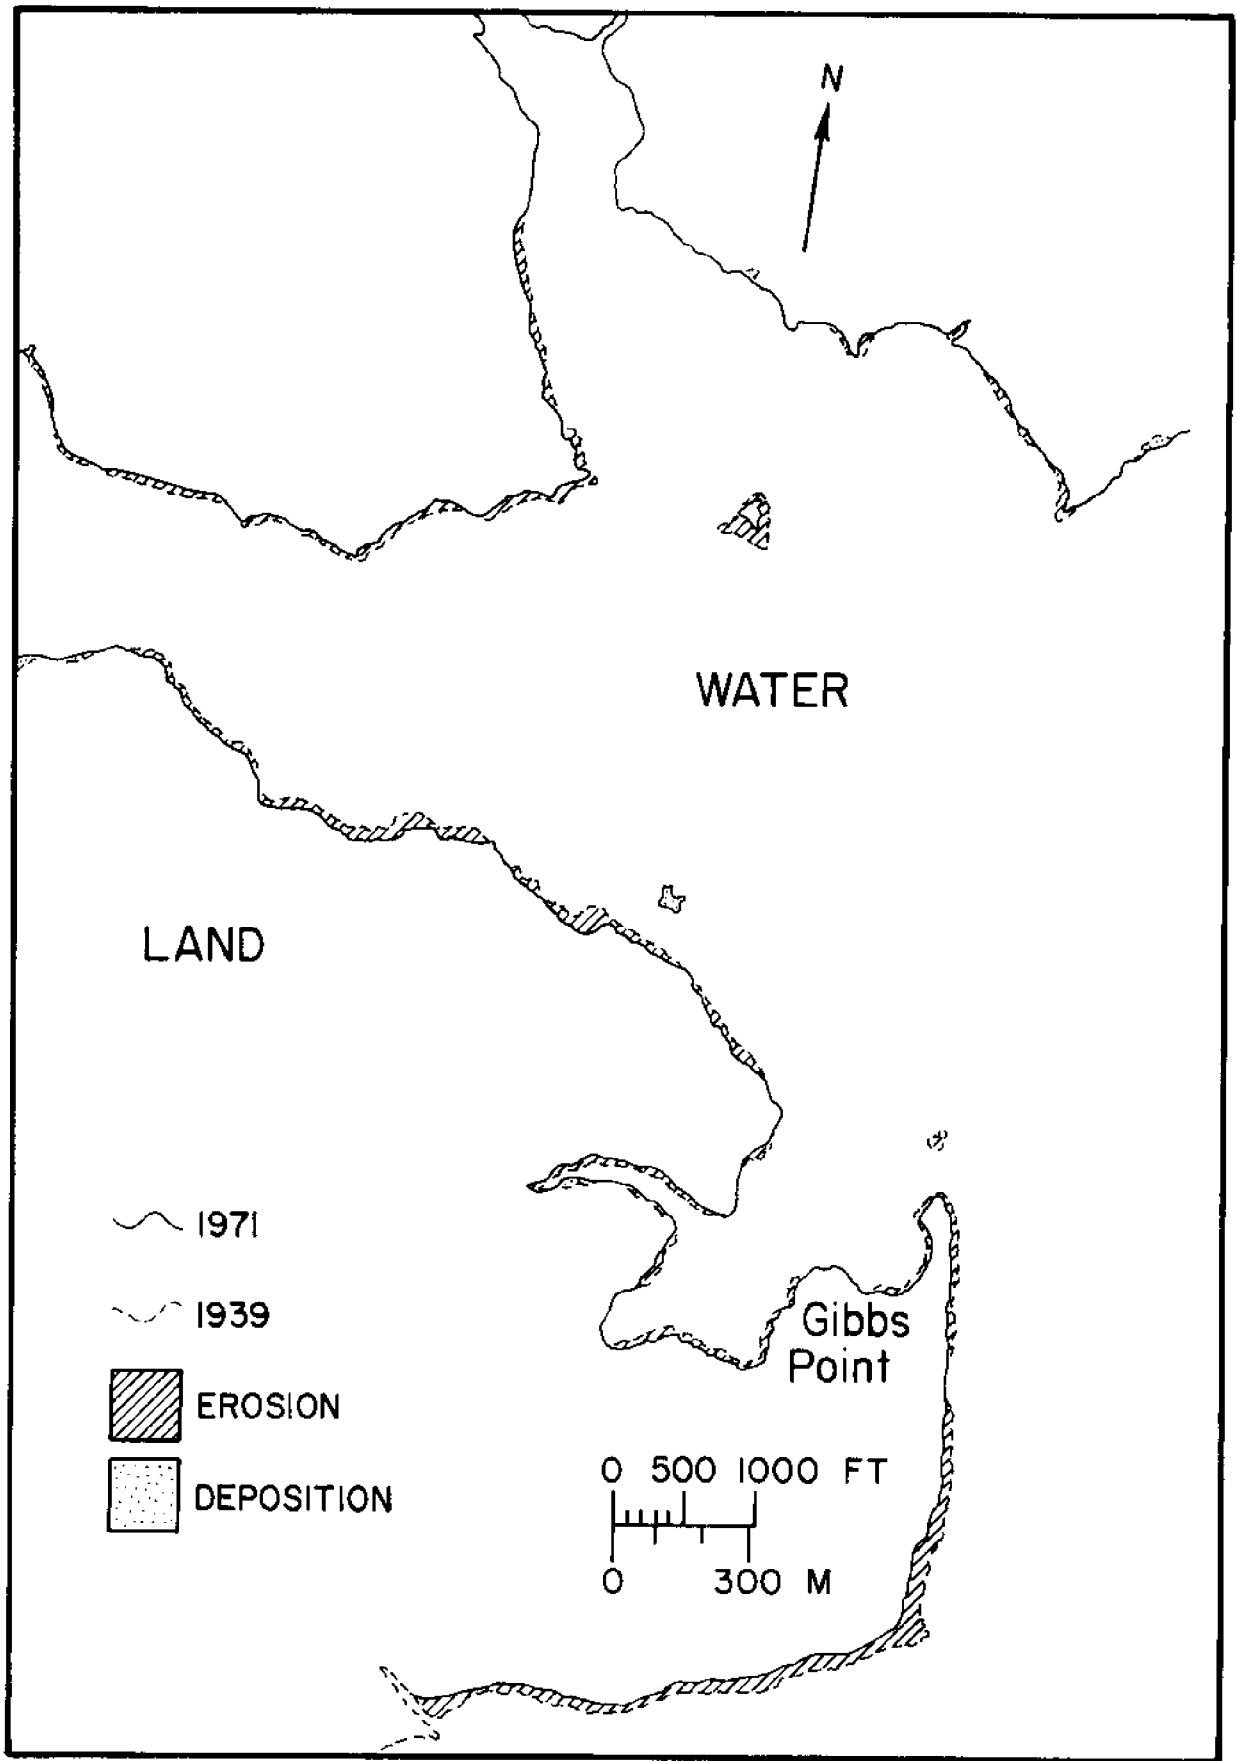 N
WATER
LAND
1971
1939
Gibbs
Point
EROSION
DEPOSITION
0 500 1000 FT
0 300 M